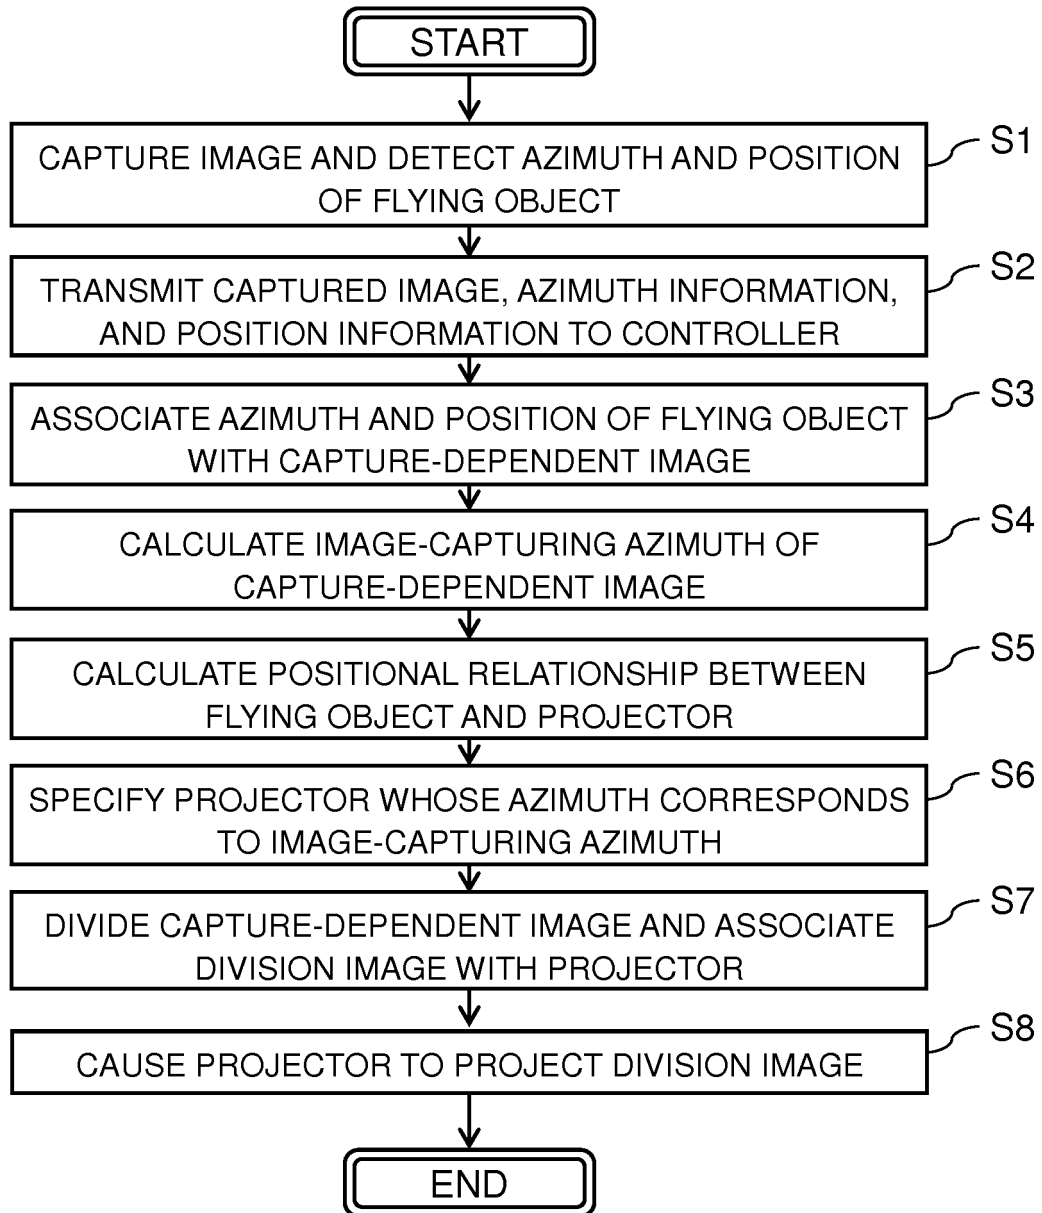 START
CAPTURE IMAGE AND DETECT AZIMUTH AND POSITION
OF FLYING OBJECT
S1
TRANSMIT CAPTURED IMAGE, AZIMUTH INFORMATION,
AND POSITION INFORMATION TO CONTROLLER
S2
ASSOCIATE AZIMUTH AND POSITION OF FLYING OBJECT
WITH CAPTURE-DEPENDENT IMAGE
S3
CALCULATE IMAGE-CAPTURING AZIMUTH OF
CAPTURE-DEPENDENT IMAGE
S4
CALCULATE POSITIONAL RELATIONSHIP BETWEEN
FLYING OBJECT AND PROJECTOR
S5
SPECIFY PROJECTOR WHOSE AZIMUTH CORRESPONDS
TO IMAGE-CAPTURING AZIMUTH
S6
DIVIDE CAPTURE-DEPENDENT IMAGE AND ASSOCIATE
DIVISION IMAGE WITH PROJECTOR
S7
CAUSE PROJECTOR TO PROJECT DIVISION IMAGE
S8
END